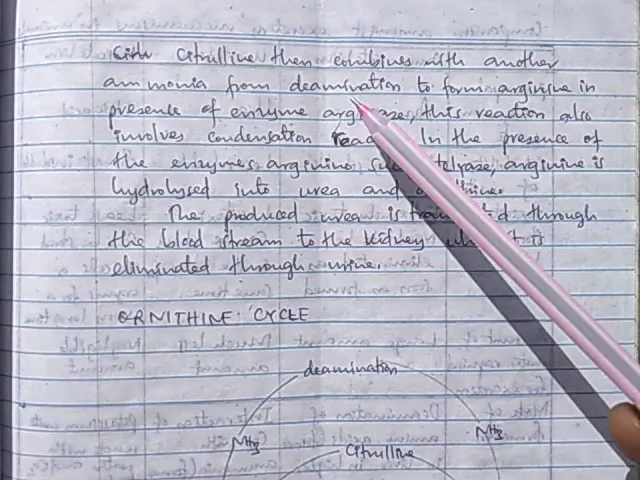 Citrulline then combines with another
ammonia from deamination to form arginine in
presence of enzyme this reaction also
involves condensation In the presence of
the enzymes arginine is
hydrolysed into urea and
The produced urea is through
the blood stream to the kidney it is
eliminated through urine.
ORNITHINE CYCLE
deamination
NH3
NH3
Citrulline